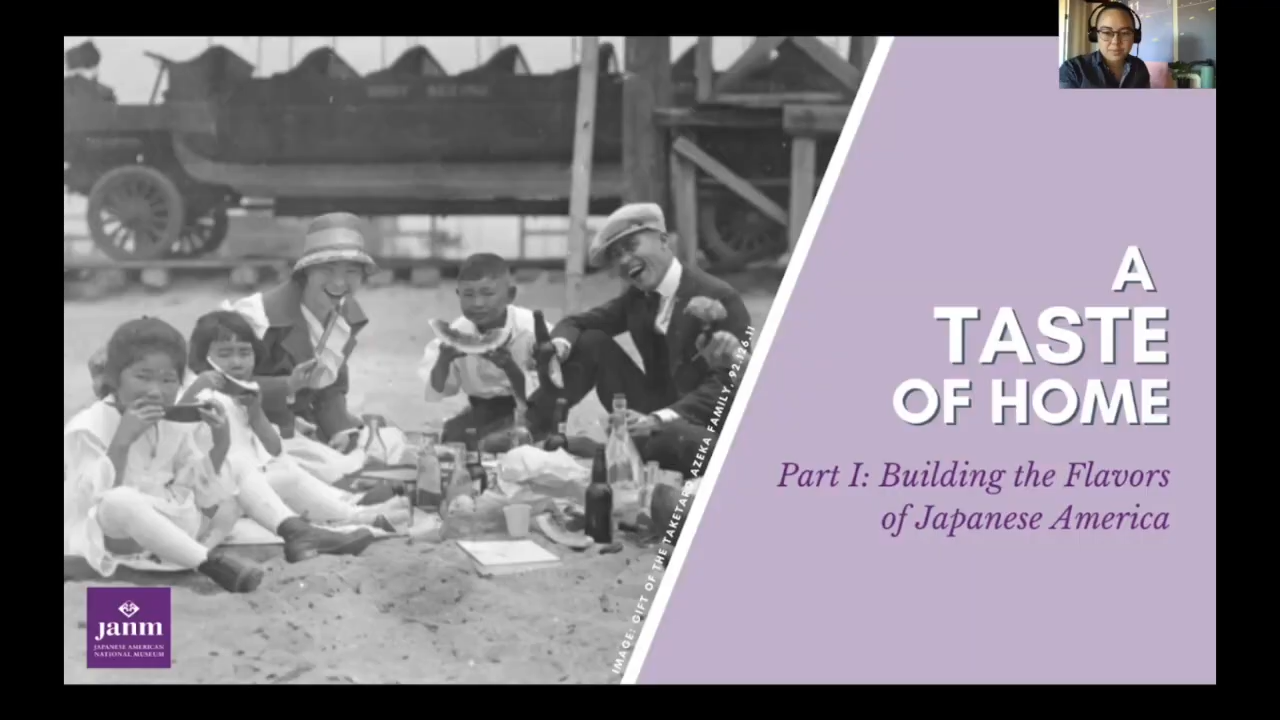 A
TASTE
OF HOME
Part I: Building the Flavors
of Japanese America
IMAGE: GIFT OF THE TAKETARO AZEKA FAMILY, 92.126.11
janm
JAPANESE AMERICAN
NATIONAL MUSEUM